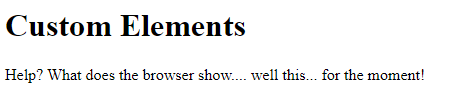 Custom Elements
Help? What does the browser show.... well this... for the moment!